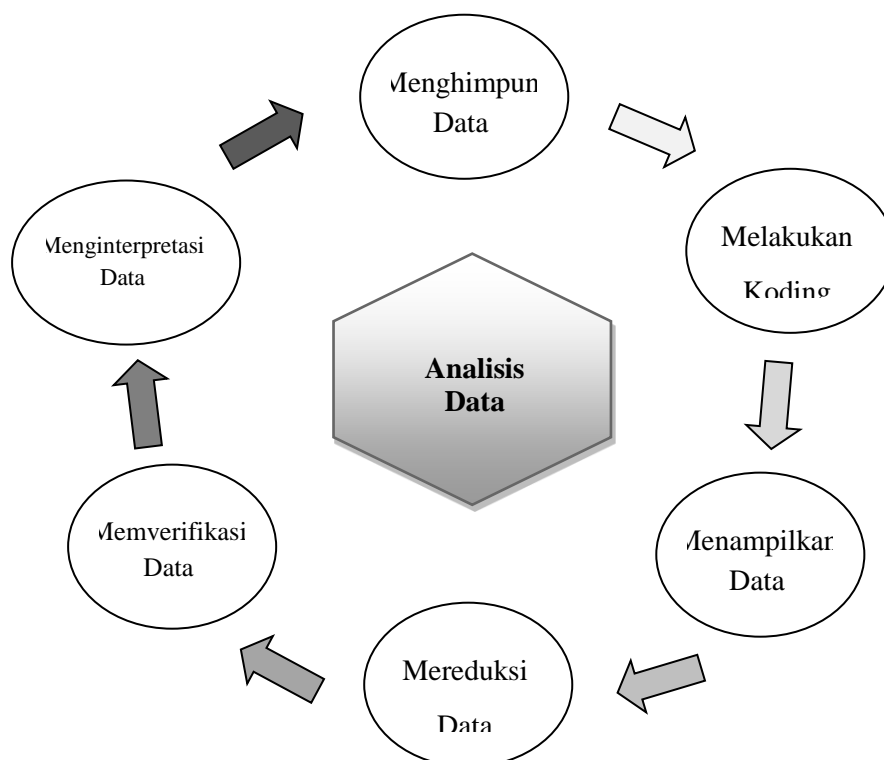 Menghimpun
Data
Melakukan
Koding
Menampilkan
Data
Mereduksi
Data
Memverifikasi
Data
Menginterpretasi
Data
Analisis
Data